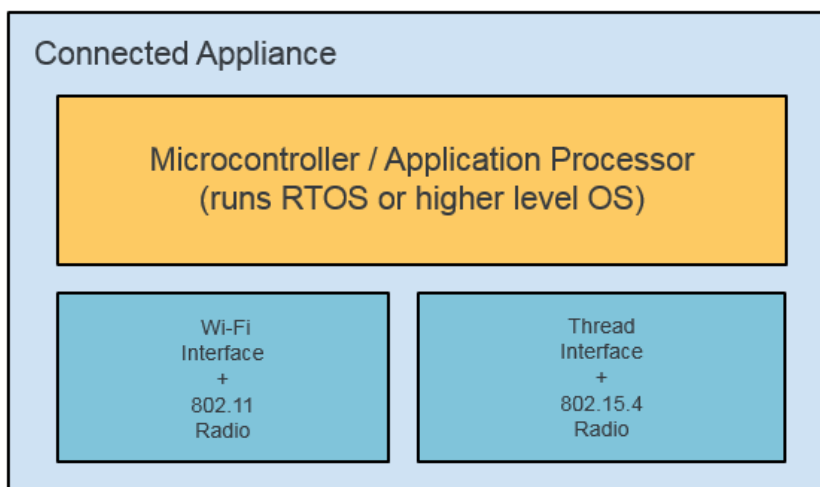 Connected Appliance
Microcontroller / Application Processor
(runs RTOS or higher level OS)
Wi-Fi
Interface
+
802.11
Radio
Thread
Interface
+
802.15.4
Radio